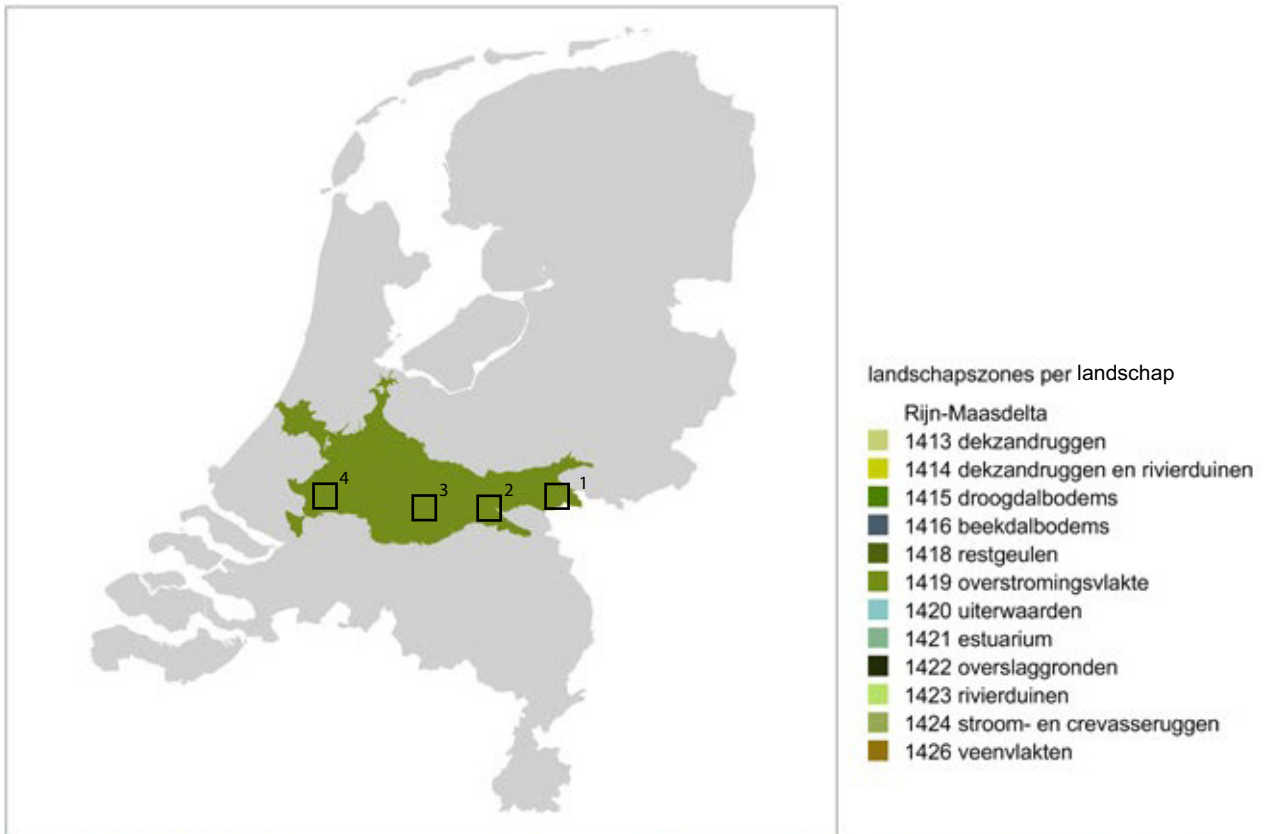 1
2
3
4
landschapszones per landschap
Rijn-Maasdelta
1413 dekzandruggen
1414 dekzandruggen en rivierduinen
1415 droogdalbodems
1416 beekdalbodems
1418 restgeulen
1419 overstromingsvlakte
1420 uiterwaarden
1421 estuarium
1422 overslaggronden
1423 rivierduinen
1424 stroom- en crevasseruggen
1426 veenvlakten